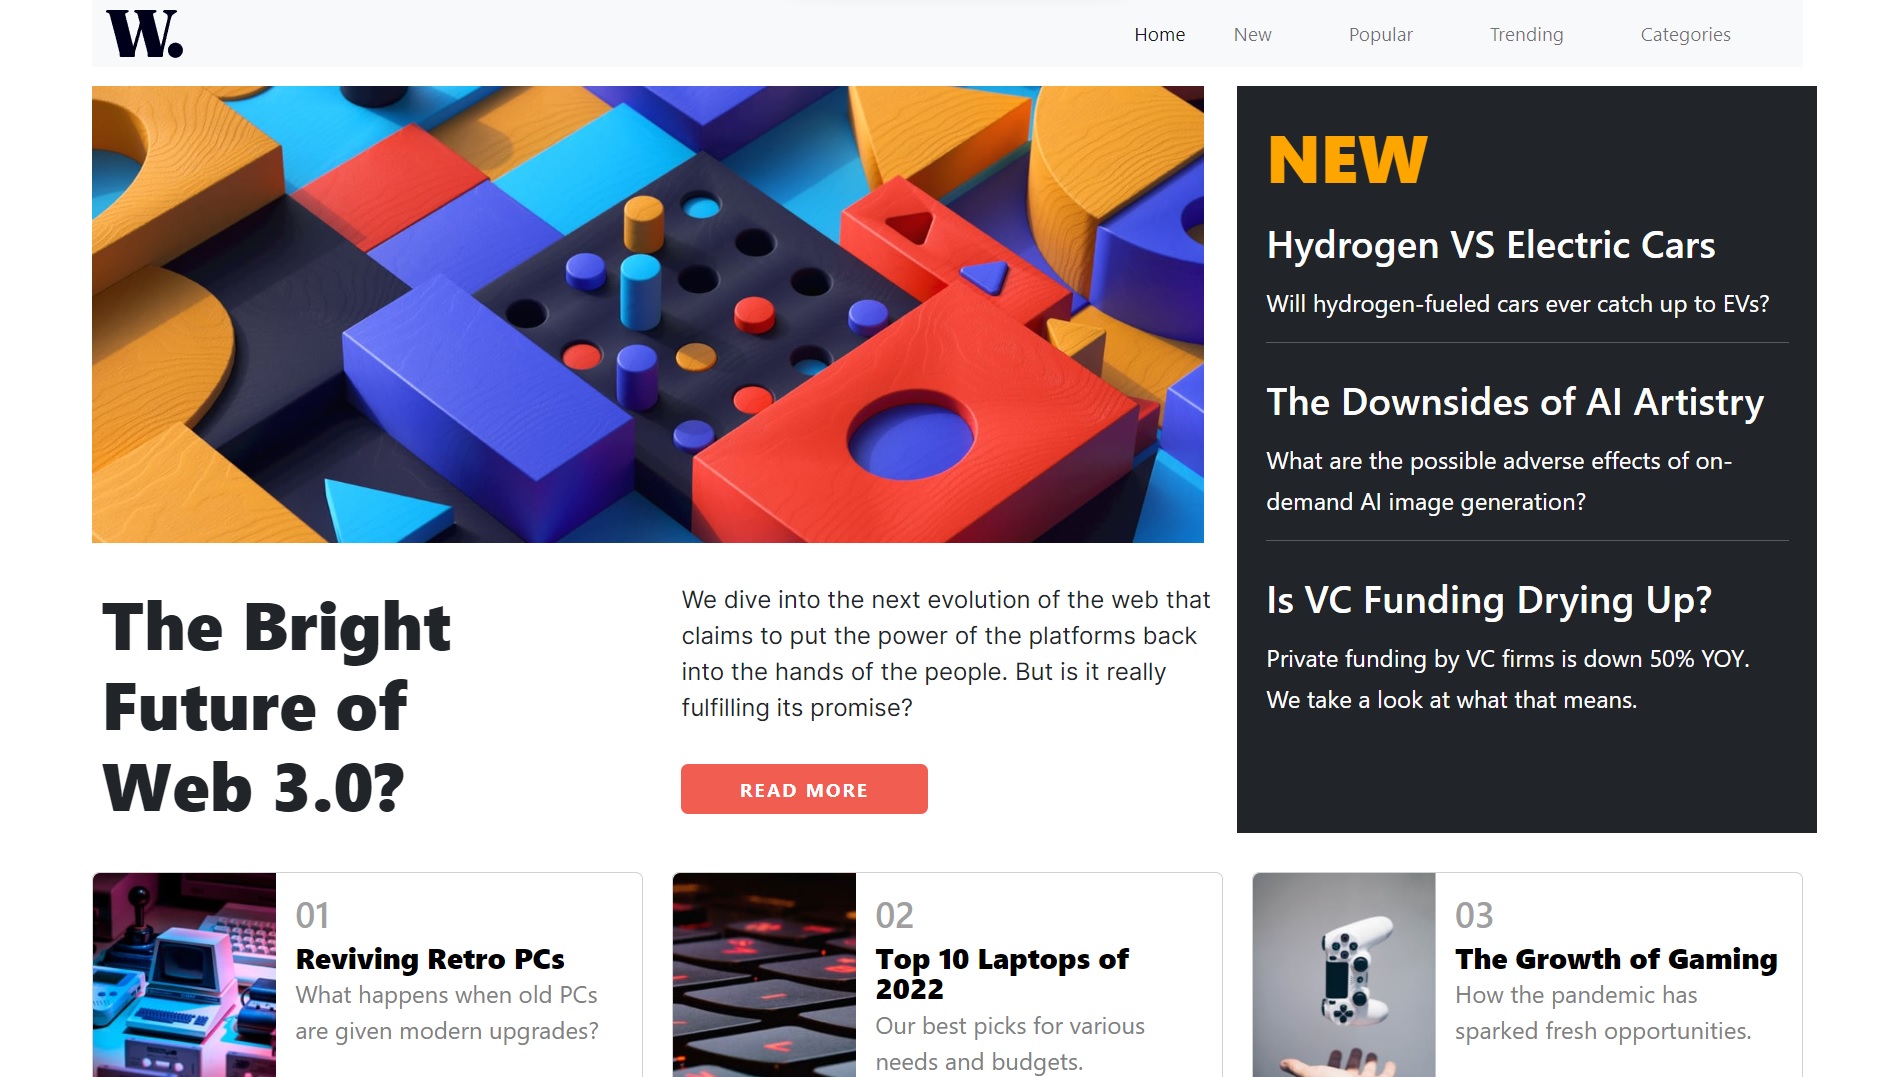 W.
Home New Popular Trending Categories
The Bright
Future of
Web 3.0?
We dive into the next evolution of the web that
claims to put the power of the platforms back
into the hands of the people. But is it really
fulfilling its promise?
READ MORE
NEW
Hydrogen VS Electric Cars
Will hydrogen-fueled cars ever catch up to EVs?
The Downsides of AI Artistry
What are the possible adverse effects of on-
demand AI image generation?
Is VC Funding Drying Up?
Private funding by VC firms is down 50% YOY.
We take a look at what that means.
01
Reviving Retro PCs
What happens when old PCs
are given modern upgrades?
02
Top 10 Laptops of
2022
Our best picks for various
needs and budgets.
03
The Growth of Gaming
How the pandemic has
sparked fresh opportunities.